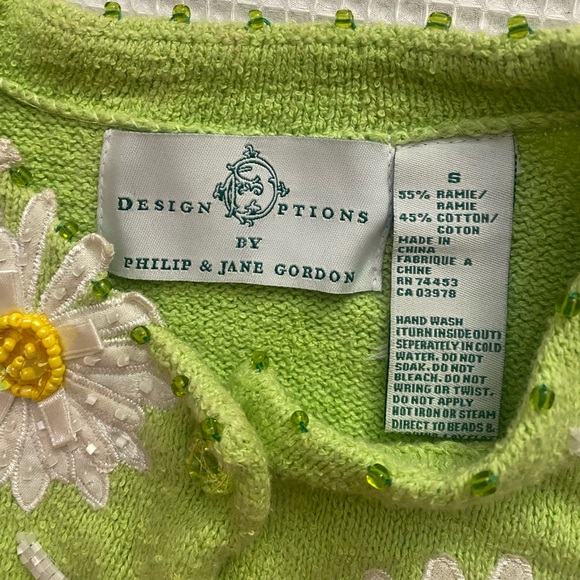 DESIGN OPTIONS
BY
PHILIP & JANE GORDON
S
55% RAMIE/
RAMIE
45% COTTON/
COTON
MADE IN
CHINA
FABRIQUE A
CHINE
RN 74453
CA 03978
HAND WASH
(TURN INSIDE OUT)
SEPERATELY IN COLD
WATER. DO NOT
SOAK. DO NOT
BLEACH. DO NOT
WRING OR TWIST.
DO NOT APPLY
HOT IRON OR STEAM
DIRECT TO BEADS &